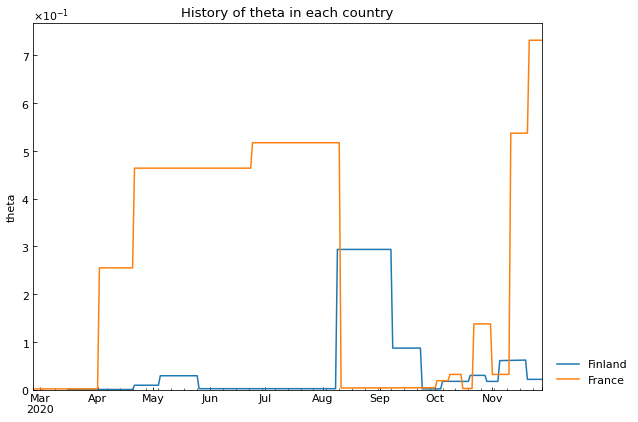 History of theta in each country
×10⁻¹
7
6
5
4
3
2
1
0
theta
Mar Apr May Jun Jul Aug Sep Oct Nov
2020
Finland
France